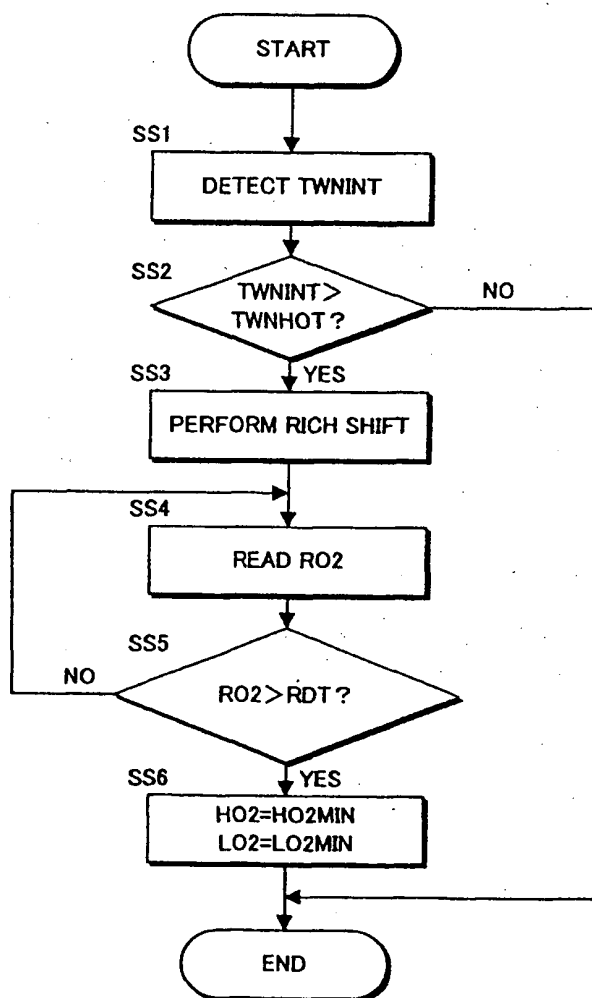 START
SS1
DETECT TWNINT
SS2
TWNINT>
TWNHOT?
NO
YES
SS3
PERFORM RICH SHIFT
SS4
READ RO2
SS5
NO
RO2>RDT?
YES
SS6
HO2=HO2MIN
LO2=LO2MIN
END